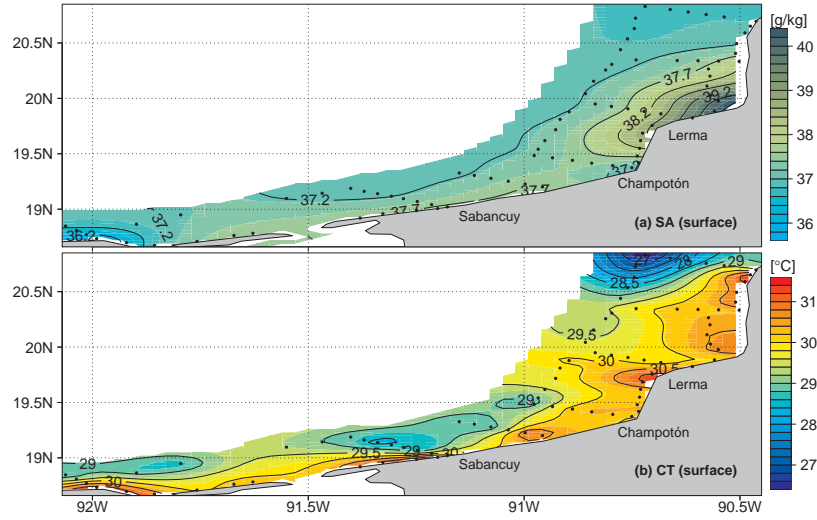 [g/kg]
20.5N
20N
19.5N
19N
37.7
39.2
38.2
37.2
37.2
37.2
37.7
37.7
36.2
Lerma
Champotón
Sabancuy
(a) SA (surface)
40
39
38
37
36
[°C]
20.5N
20N
19.5N
19N
27
28
29
28.5
29.5
30
30.5
29
29
29.5
29
30
29
30
Lerma
Champotón
Sabancuy
(b) CT (surface)
31
30
29
28
27
92W
91.5W
91W
90.5W